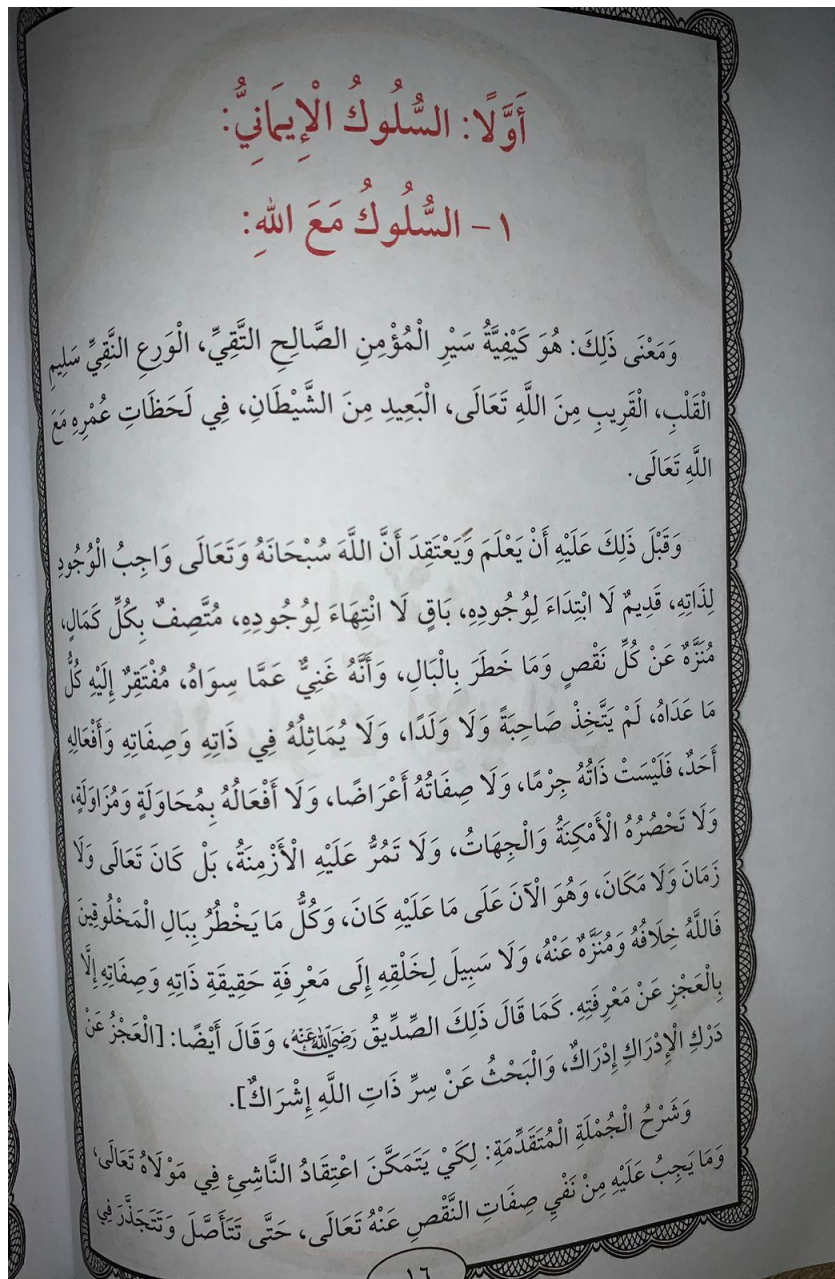 أَوَّلًا: السُّلُوكُ الْإِيمَانِيُّ:
١- السُّلُوكُ مَعَ اللهِ:
وَمَعْنَى ذَلِكَ: هُوَ كَيْفِيَّةُ سَيْرِ الْمُؤْمِنِ الصَّالِحِ التَّقِيِّ، الْوَرِعِ النَّقِيِّ سَلِيمِ
الْقَلْبِ، الْقَرِيبِ مِنَ اللَّهِ تَعَالَى، الْبَعِيدِ مِنَ الشَّيْطَانِ، فِي لَحَظَاتِ عُمْرِهِ مَعَ
اللَّهِ تَعَالَى.
وَقَبْلَ ذَلِكَ عَلَيْهِ أَنْ يَعْلَمَ وَيَعْتَقِدَ أَنَّ اللَّهَ سُبْحَانَهُ وَتَعَالَى وَاجِبُ الْوُجُودِ
لِذَاتِهِ، قَدِيمٌ لَا ابْتِدَاءَ لِوُجُودِهِ، بَاقٍ لَا انْتِهَاءَ لِوُجُودِهِ، مُتَّصِفٌ بِكُلِّ كَمَالٍ،
مُنَزَّهٌ عَنْ كُلِّ نَقْصٍ وَمَا خَطَرَ بِالْبَالِ، وَأَنَّهُ غَنِيٌّ عَمَّا سِوَاهُ، مُفْتَقِرٌ إِلَيْهِ كُلُّ
مَا عَدَاهُ، لَمْ يَتَّخِذْ صَاحِبَةً وَلَا وَلَدًا، وَلَا يُمَاثِلُهُ فِي ذَاتِهِ وَصِفَاتِهِ وَأَفْعَالِهِ
أَحَدٌ، فَلَيْسَتْ ذَاتُهُ جِرْمًا، وَلَا صِفَاتُهُ أَعْرَاضًا، وَلَا أَفْعَالُهُ بِمُحَاوَلَةٍ وَمُزَاوَلَةٍ،
وَلَا تَحْصُرُهُ الْأَمْكِنَةُ وَالْجِهَاتُ، وَلَا تَمُرُّ عَلَيْهِ الْأَزْمِنَةُ، بَلْ كَانَ تَعَالَى وَلَا
زَمَانَ وَلَا مَكَانَ، وَهُوَ الْآنَ عَلَى مَا عَلَيْهِ كَانَ، وَكُلُّ مَا يَخْطُرُ بِبَالِ الْمَخْلُوقِينَ
فَاللَّهُ خِلَافُهُ وَمُنَزَّهٌ عَنْهُ، وَلَا سَبِيلَ لِخَلْقِهِ إِلَى مَعْرِفَةِ حَقِيقَةِ ذَاتِهِ وَصِفَاتِهِ إِلَّا
بِالْعَجْزِ عَنْ مَعْرِفَتِهِ. كَمَا قَالَ ذَلِكَ الصِّدِّيقُ رَضِيَ اللَّهُ عَنْهُ، وَقَالَ أَيْضًا: [الْعَجْزُ عَنْ
دَرْكِ الْإِدْرَاكِ إِدْرَاكٌ، وَالْبَحْثُ عَنْ سِرِّ ذَاتِ اللَّهِ إِشْرَاكٌ].
وَشَرْحُ الْجُمْلَةِ الْمُتَقَدِّمَةِ: لِكَيْ يَتَمَكَّنَ اعْتِقَادُ النَّاشِئِ فِي مَوْلَاهُ تَعَالَى،
وَمَا يَجِبُ عَلَيْهِ مِنْ نَفْيِ صِفَاتِ النَّقْصِ عَنْهُ تَعَالَى، حَتَّى تَتَأَصَّلَ وَتَتَجَذَّرَ فِي
١٦